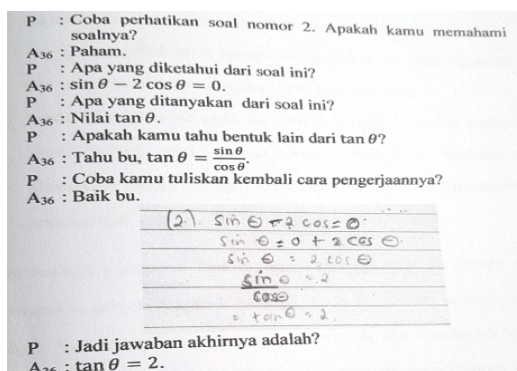 P : Coba perhatikan soal nomor 2. Apakah kamu memahami
soalnya?
A36 : Paham.
P : Apa yang diketahui dari soal ini?
A36 : sin θ − 2 cos θ = 0.
P : Apa yang ditanyakan dari soal ini?
A36 : Nilai tan θ.
P : Apakah kamu tahu bentuk lain dari tan θ?
A36 : Tahu bu, tan θ = sin θ / cos θ.
P : Coba kamu tuliskan kembali cara pengerjaannya?
A36 : Baik bu.
(2). sin θ - 2 cos = 0
sin θ = 0 + 2 cos θ
sin θ = 2 cos θ
sin θ / cos θ = 2
= tan θ = 2
P : Jadi jawaban akhirnya adalah?
A36 : tan θ = 2.